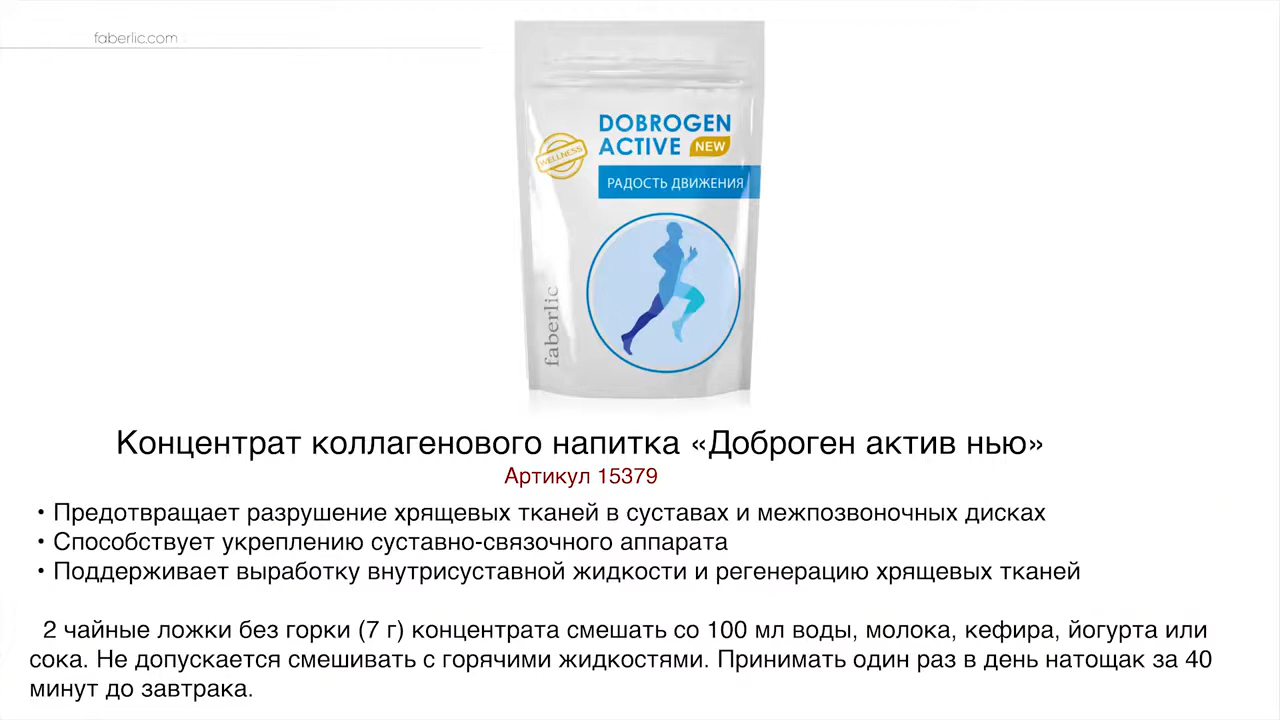 faberlic.com
DOBROGEN
ACTIVE NEW
WELLNESS
РАДОСТЬ ДВИЖЕНИЯ
faberlic
Концентрат коллагенового напитка «Доброген актив нью»
Артикул 15379
• Предотвращает разрушение хрящевых тканей в суставах и межпозвоночных дисках
• Способствует укреплению суставно-связочного аппарата
• Поддерживает выработку внутрисуставной жидкости и регенерацию хрящевых тканей
2 чайные ложки без горки (7 г) концентрата смешать со 100 мл воды, молока, кефира, йогурта или
сока. Не допускается смешивать с горячими жидкостями. Принимать один раз в день натощак за 40
минут до завтрака.